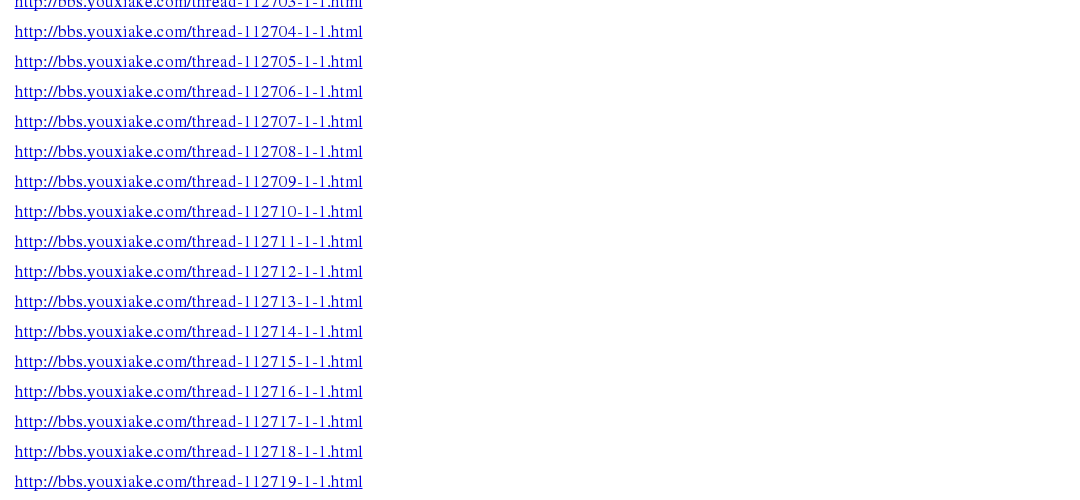 http://bbs.youxiake.com/thread-112703-1-1.html
http://bbs.youxiake.com/thread-112704-1-1.html
http://bbs.youxiake.com/thread-112705-1-1.html
http://bbs.youxiake.com/thread-112706-1-1.html
http://bbs.youxiake.com/thread-112707-1-1.html
http://bbs.youxiake.com/thread-112708-1-1.html
http://bbs.youxiake.com/thread-112709-1-1.html
http://bbs.youxiake.com/thread-112710-1-1.html
http://bbs.youxiake.com/thread-112711-1-1.html
http://bbs.youxiake.com/thread-112712-1-1.html
http://bbs.youxiake.com/thread-112713-1-1.html
http://bbs.youxiake.com/thread-112714-1-1.html
http://bbs.youxiake.com/thread-112715-1-1.html
http://bbs.youxiake.com/thread-112716-1-1.html
http://bbs.youxiake.com/thread-112717-1-1.html
http://bbs.youxiake.com/thread-112718-1-1.html
http://bbs.youxiake.com/thread-112719-1-1.html